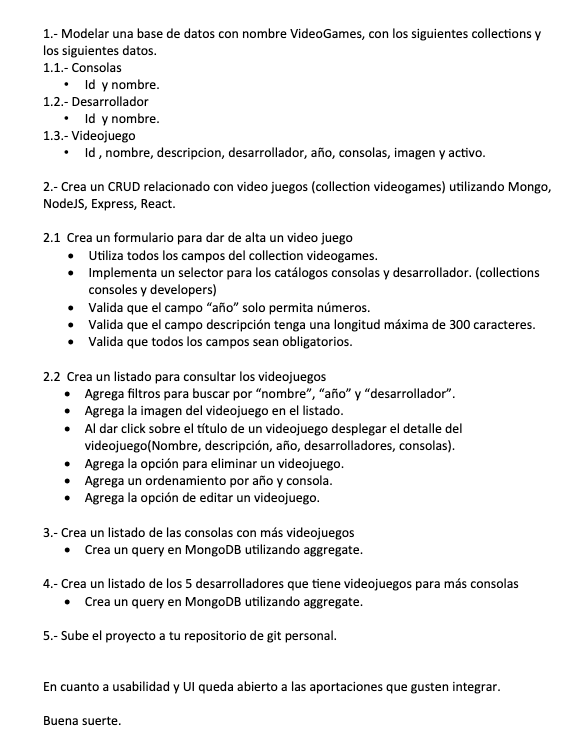 1.- Modelar una base de datos con nombre VideoGames, con los siguientes collections y
los siguientes datos.
1.1.- Consolas
• Id y nombre.
1.2.- Desarrollador
• Id y nombre.
1.3.- Videojuego
• Id , nombre, descripcion, desarrollador, año, consolas, imagen y activo.
2.- Crea un CRUD relacionado con video juegos (collection videogames) utilizando Mongo,
NodeJS, Express, React.
2.1 Crea un formulario para dar de alta un video juego
• Utiliza todos los campos del collection videogames.
• Implementa un selector para los catálogos consolas y desarrollador. (collections
consoles y developers)
• Valida que el campo “año” solo permita números.
• Valida que el campo descripción tenga una longitud máxima de 300 caracteres.
• Valida que todos los campos sean obligatorios.
2.2 Crea un listado para consultar los videojuegos
• Agrega filtros para buscar por “nombre”, “año” y “desarrollador”.
• Agrega la imagen del videojuego en el listado.
• Al dar click sobre el título de un videojuego desplegar el detalle del
videojuego(Nombre, descripción, año, desarrolladores, consolas).
• Agrega la opción para eliminar un videojuego.
• Agrega un ordenamiento por año y consola.
• Agrega la opción de editar un videojuego.
3.- Crea un listado de las consolas con más videojuegos
• Crea un query en MongoDB utilizando aggregate.
4.- Crea un listado de los 5 desarrolladores que tiene videojuegos para más consolas
• Crea un query en MongoDB utilizando aggregate.
5.- Sube el proyecto a tu repositorio de git personal.
En cuanto a usabilidad y UI queda abierto a las aportaciones que gusten integrar.
Buena suerte.